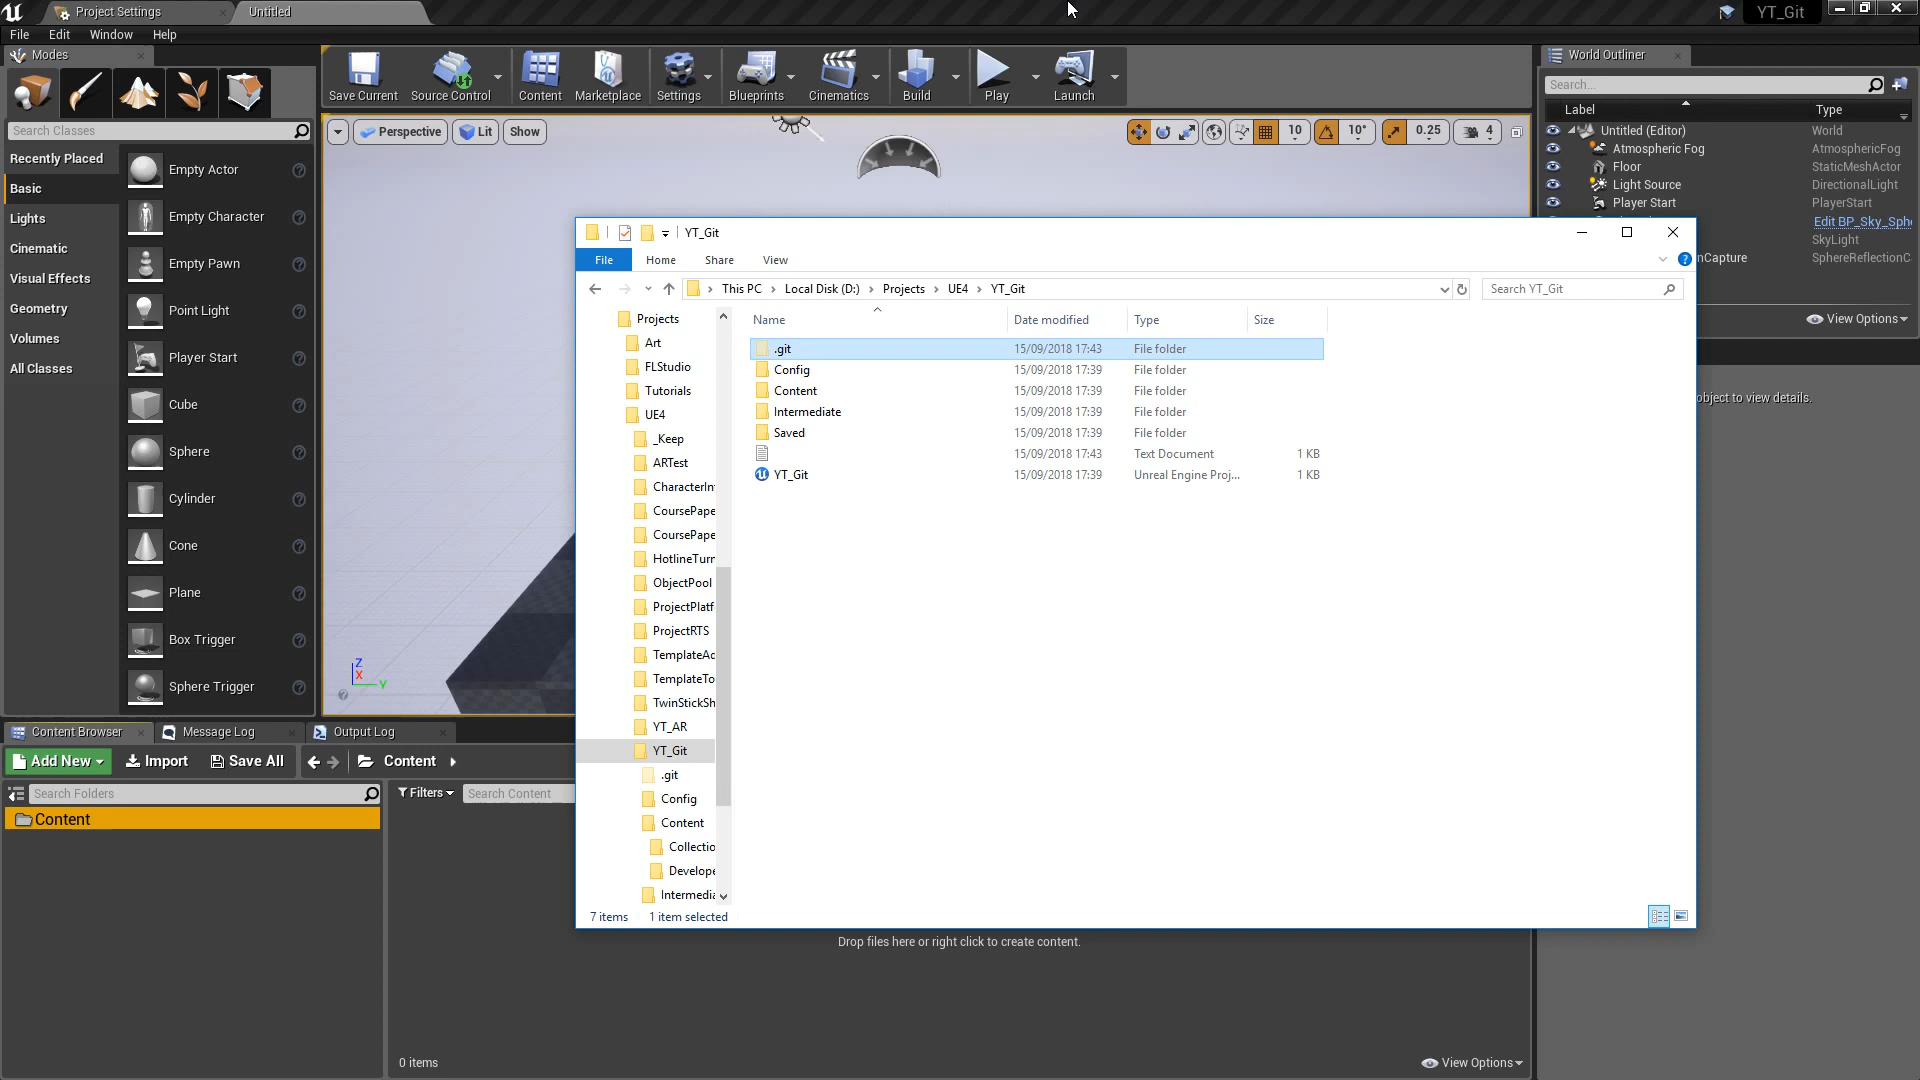 Project Settings
Untitled
YT_Git
File Edit Window Help
Modes
Search Classes
Recently Placed
Basic
Lights
Cinematic
Visual Effects
Geometry
Volumes
All Classes
Empty Actor
Empty Character
Empty Pawn
Point Light
Player Start
Cube
Sphere
Cylinder
Cone
Plane
Box Trigger
Sphere Trigger
Save Current
Source Control
Content
Marketplace
Settings
Blueprints
Cinematics
Build
Play
Launch
Perspective
Lit
Show
10
10°
0.25
4
Z
X
Y
World Outliner
Search...
Label Type
Untitled (Editor) World
Atmospheric Fog AtmosphericFog
Floor StaticMeshActor
Light Source DirectionalLight
Player Start PlayerStart
Edit BP_Sky_Sphe
SkyLight
nCapture SphereReflectionC
View Options
object to view details.
YT_Git
File Home Share View
This PC > Local Disk (D:) > Projects > UE4 > YT_Git
Search YT_Git
Projects
Art
FLStudio
Tutorials
UE4
_Keep
ARTest
CharacterInt
CoursePape
CoursePape
HotlineTurn
ObjectPool
ProjectPlatf
ProjectRTS
TemplateAc
TemplateTo
TwinStickSh
YT_AR
YT_Git
.git
Config
Content
Collectio
Develope
Intermedia
Name Date modified Type Size
.git 15/09/2018 17:43 File folder
Config 15/09/2018 17:39 File folder
Content 15/09/2018 17:39 File folder
Intermediate 15/09/2018 17:39 File folder
Saved 15/09/2018 17:39 File folder
15/09/2018 17:43 Text Document 1 KB
YT_Git 15/09/2018 17:39 Unreal Engine Proj... 1 KB
7 items 1 item selected
Content Browser
Message Log
Output Log
Add New
Import
Save All
Content
Search Folders
Filters
Search Content
Content
Drop files here or right click to create content.
0 items
View Options